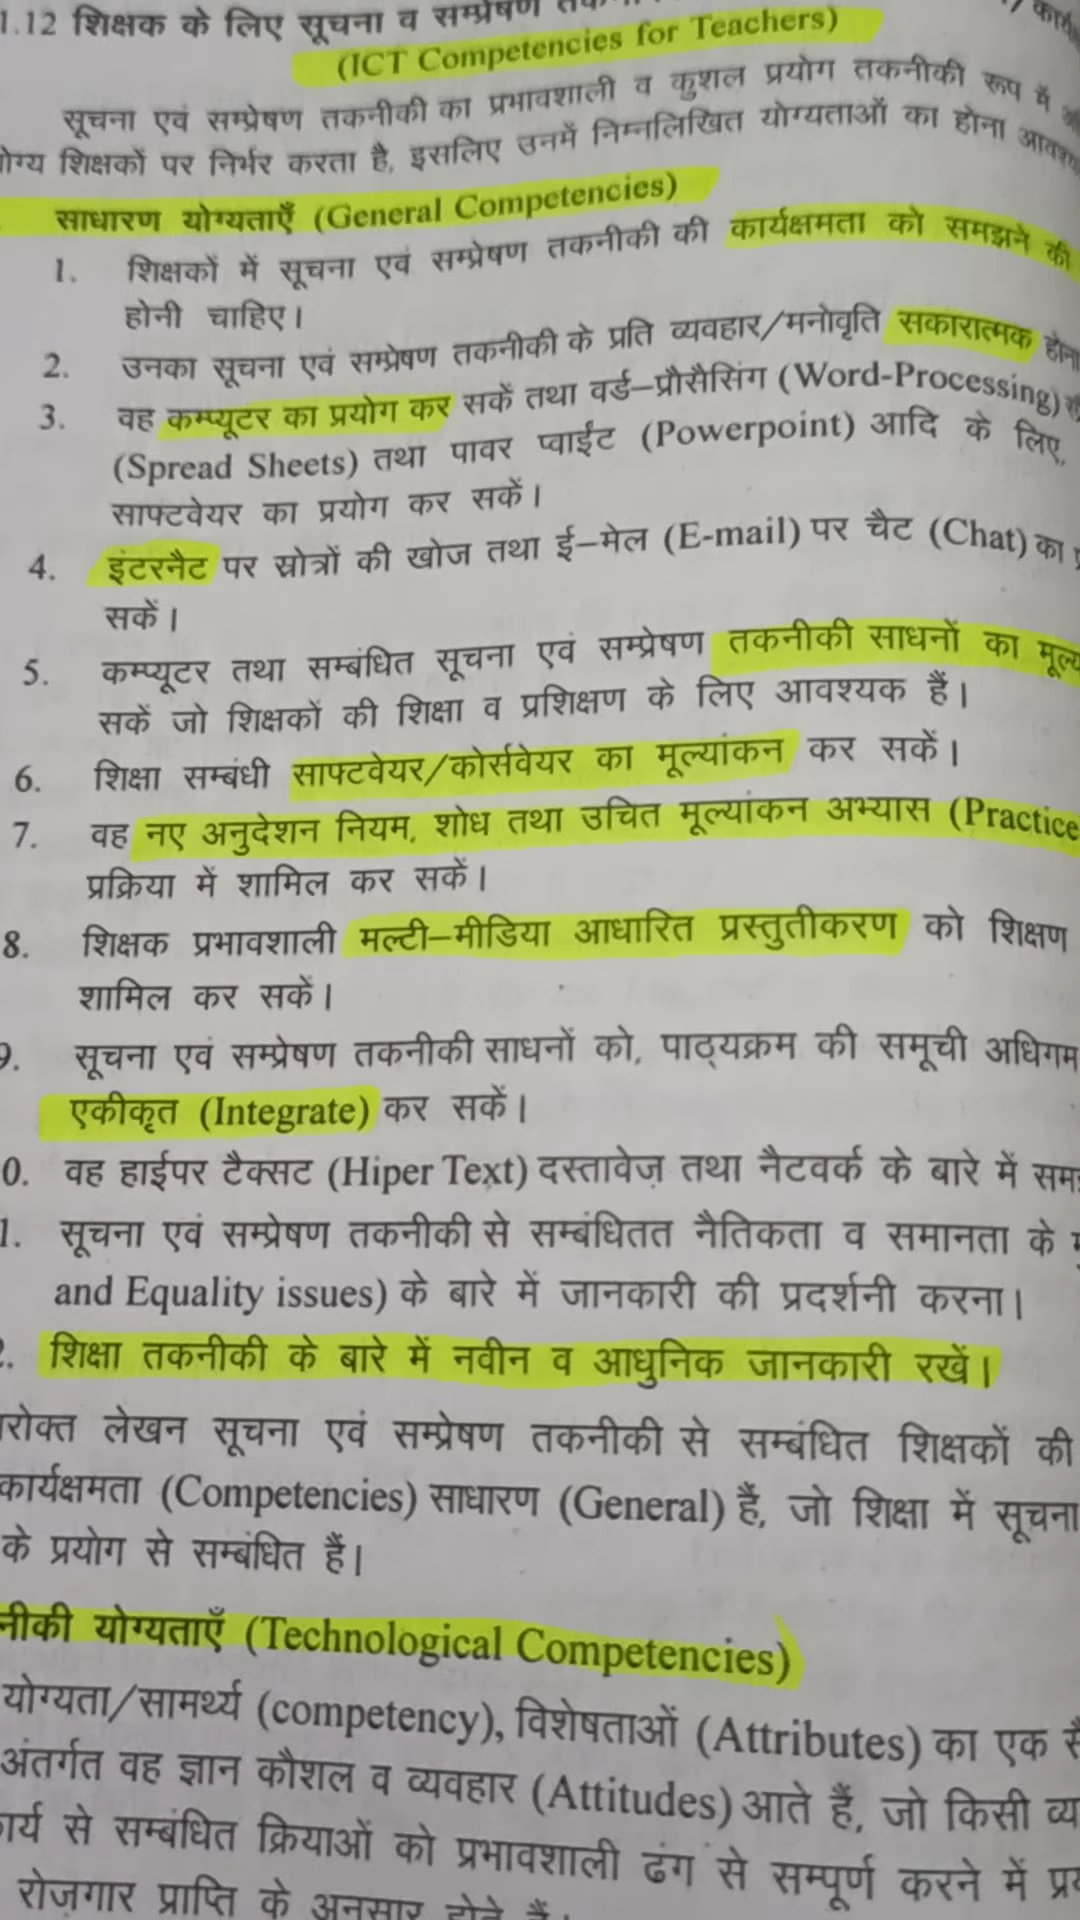 1.12 शिक्षक के लिए सूचना व सम्प्रेषण
(ICT Competencies for Teachers)
सूचना एवं सम्प्रेषण तकनीकी का प्रभावशाली व कुशल प्रयोग तकनीकी रूप में
योग्य शिक्षकों पर निर्भर करता है, इसलिए उनमें निम्नलिखित योग्यताओं का होना
साधारण योग्यताएँ (General Competencies)
1. शिक्षकों में सूचना एवं सम्प्रेषण तकनीकी की कार्यक्षमता को समझने की
होनी चाहिए।
2. उनका सूचना एवं सम्प्रेषण तकनीकी के प्रति व्यवहार/मनोवृति सकारात्मक होना
3. वह कम्प्यूटर का प्रयोग कर सकें तथा वर्ड–प्रौसैसिंग (Word-Processing)
(Spread Sheets) तथा पावर प्वाईंट (Powerpoint) आदि के लिए,
साफ्टवेयर का प्रयोग कर सकें।
4. इंटरनैट पर स्रोत्रों की खोज तथा ई–मेल (E-mail) पर चैट (Chat) का
सकें।
5. कम्प्यूटर तथा सम्बंधित सूचना एवं सम्प्रेषण तकनीकी साधनों का
सकें जो शिक्षकों की शिक्षा व प्रशिक्षण के लिए आवश्यक हैं।
6. शिक्षा सम्बंधी साफ्टवेयर/कोर्सवेयर का मूल्यांकन कर सकें।
7. वह नए अनुदेशन नियम, शोध तथा उचित मूल्यांकन अभ्यास (Practice
प्रक्रिया में शामिल कर सकें।
8. शिक्षक प्रभावशाली मल्टी–मीडिया आधारित प्रस्तुतीकरण को शिक्षण
शामिल कर सकें।
9. सूचना एवं सम्प्रेषण तकनीकी साधनों को, पाठ्यक्रम की समूची अधिगम
एकीकृत (Integrate) कर सकें।
0. वह हाईपर टैक्सट (Hiper Text) दस्तावेज़ तथा नैटवर्क के बारे में
1. सूचना एवं सम्प्रेषण तकनीकी से सम्बंधितत नैतिकता व समानता के
and Equality issues) के बारे में जानकारी की प्रदर्शनी करना।
शिक्षा तकनीकी के बारे में नवीन व आधुनिक जानकारी रखें।
रोक्त लेखन सूचना एवं सम्प्रेषण तकनीकी से सम्बंधित शिक्षकों की
कार्यक्षमता (Competencies) साधारण (General) हैं, जो शिक्षा में सूचना
के प्रयोग से सम्बंधित हैं।
नीकी योग्यताएँ (Technological Competencies)
योग्यता/सामर्थ्य (competency), विशेषताओं (Attributes) का एक
अंतर्गत वह ज्ञान कौशल व व्यवहार (Attitudes) आते हैं, जो किसी
र्य से सम्बंधित क्रियाओं को प्रभावशाली ढंग से सम्पूर्ण करने में
रोज़गार प्राप्ति के अनुसार होते हैं।